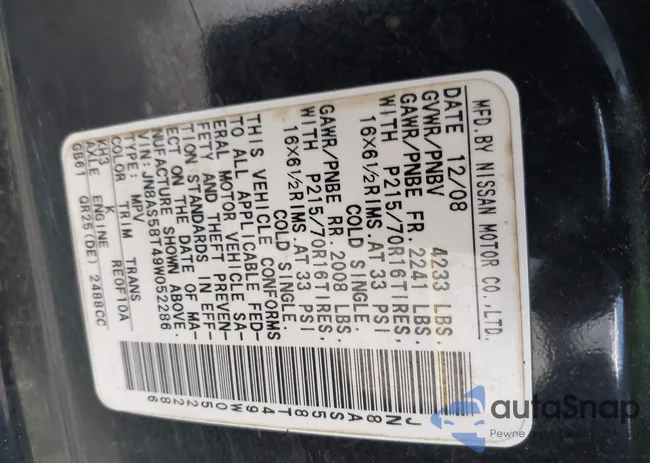 MFD.BY NISSAN MOTOR CO.,LTD.
DATE 12/08
GVWR/PNBV 4233 LBS.
GAWR/PNBE FR.2241 LBS.
WITH P215/70R16TIRES,
16X6½RIMS.AT 33 PSI
COLD SINGLE.
GAWR/PNBE RR.2008 LBS.
WITH P215/70R16TIRES,
16X6½RIMS.AT 33 PSI
COLD SINGLE.
THIS VEHICLE CONFORMS
TO ALL APPLICABLE FED-
ERAL MOTOR VEHICLE SA-
FETY AND THEFT PREVEN-
TION STANDARDS IN EFF-
ECT ON THE DATE OF MA-
NUFACTURE SHOWN ABOVE.
VIN: JN8AS58T49W052286
TYPE: MPV
COLOR TRIM TRANS
KH3 K RE0F10A
AXLE ENGINE
GB61 QR25(DE) 2488CC
JN8AS58T49W052286
autaSnap